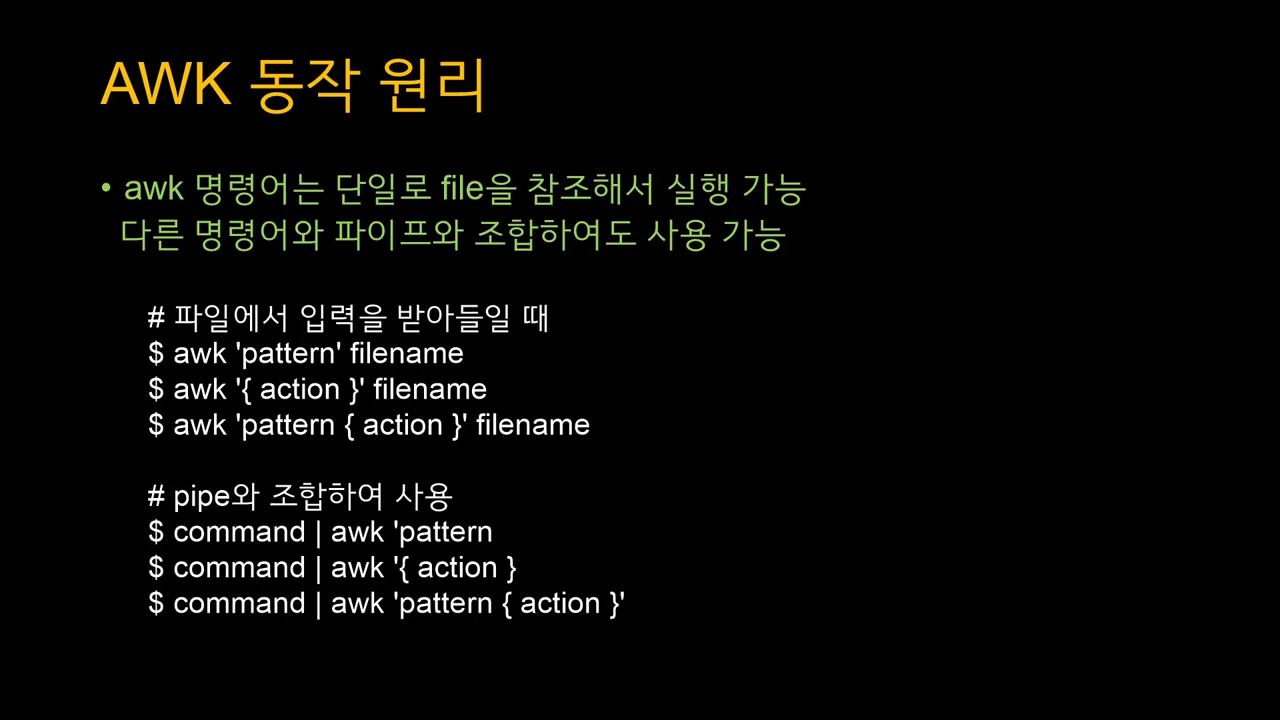 AWK 동작 원리
• awk 명령어는 단일로 file을 참조해서 실행 가능
다른 명령어와 파이프와 조합하여도 사용 가능
# 파일에서 입력을 받아들일 때
$ awk 'pattern' filename
$ awk '{ action }' filename
$ awk 'pattern { action }' filename
# pipe와 조합하여 사용
$ command | awk 'pattern
$ command | awk '{ action }
$ command | awk 'pattern { action }'